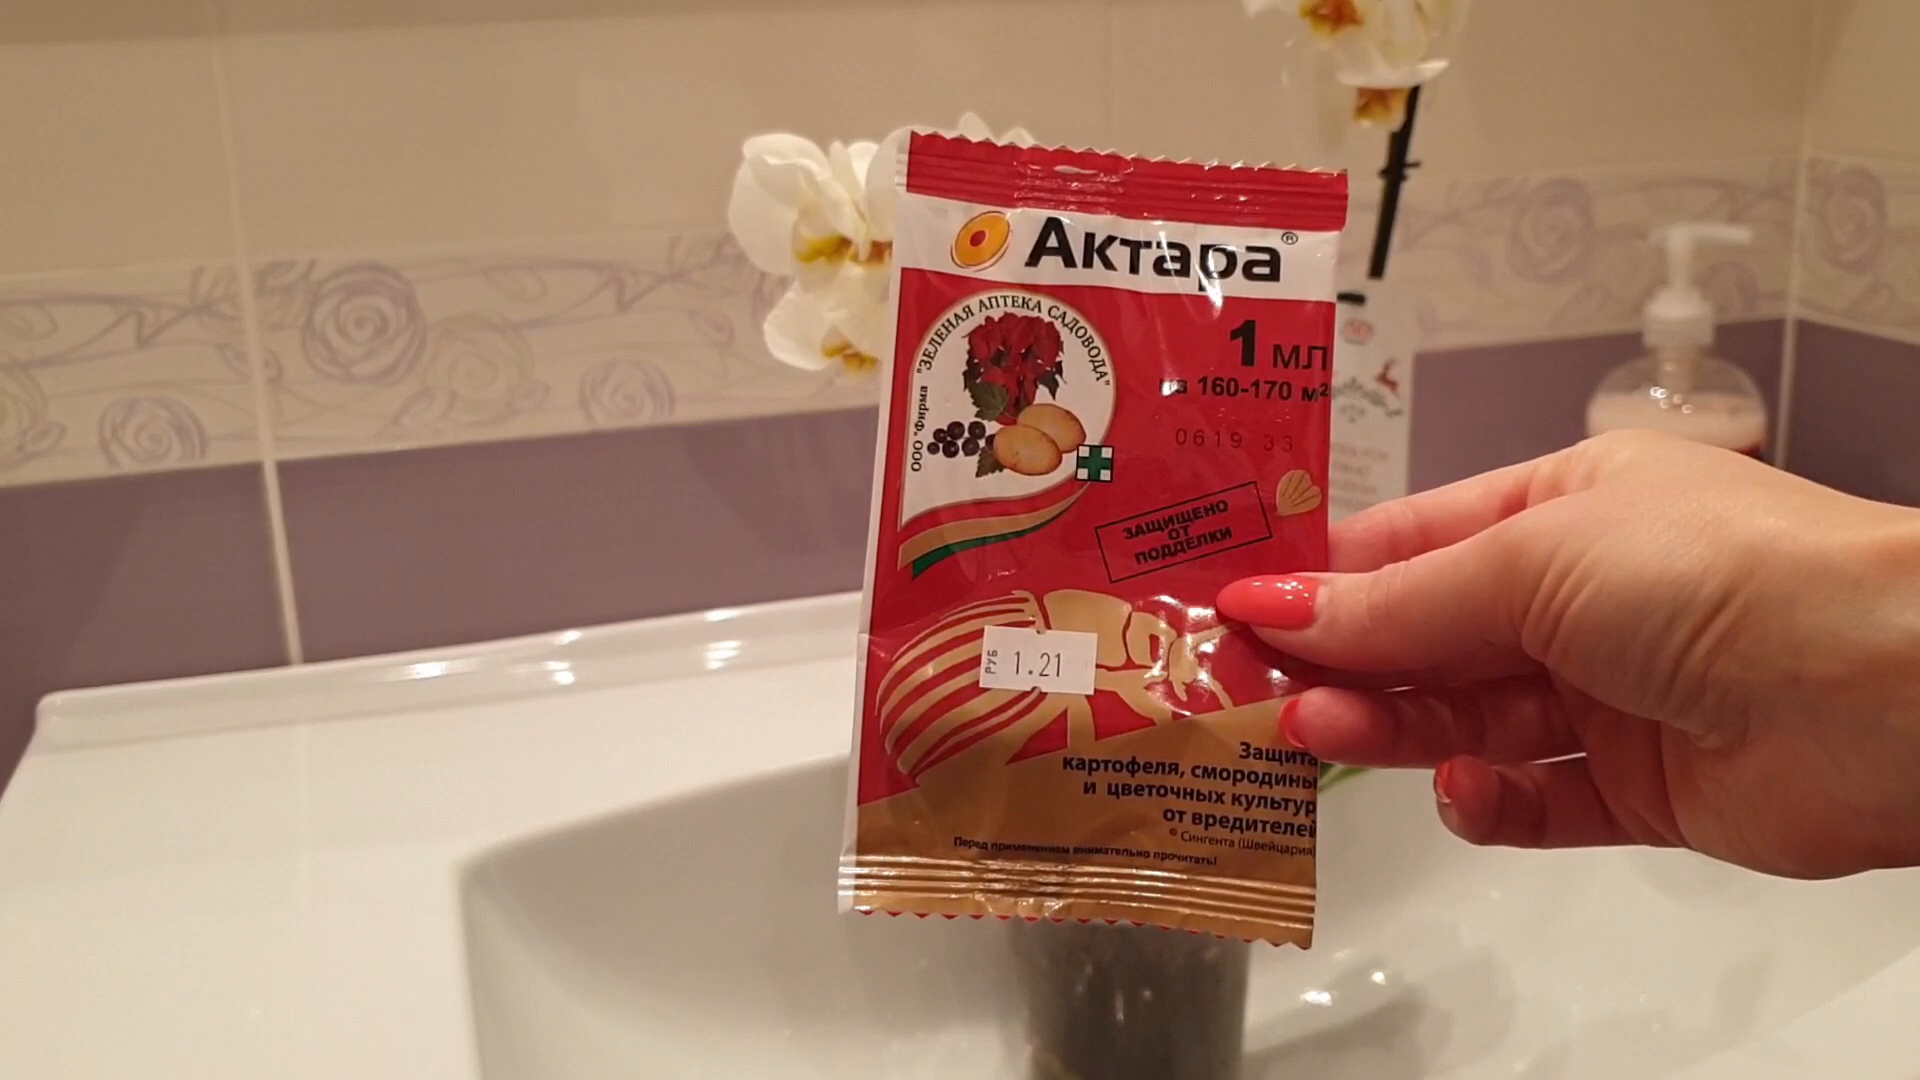 Актара®
ООО "Фирма "ЗЕЛЕНАЯ АПТЕКА САДОВОДА"
1 мл
на 160-170 м²
0619 33
ЗАЩИЩЕНО
ОТ
ПОДДЕЛКИ
РУБ 1.21
Защита
картофеля, смородины
и цветочных культур
от вредителей
® Сингента (Швейцария)
Перед применением внимательно прочитать!